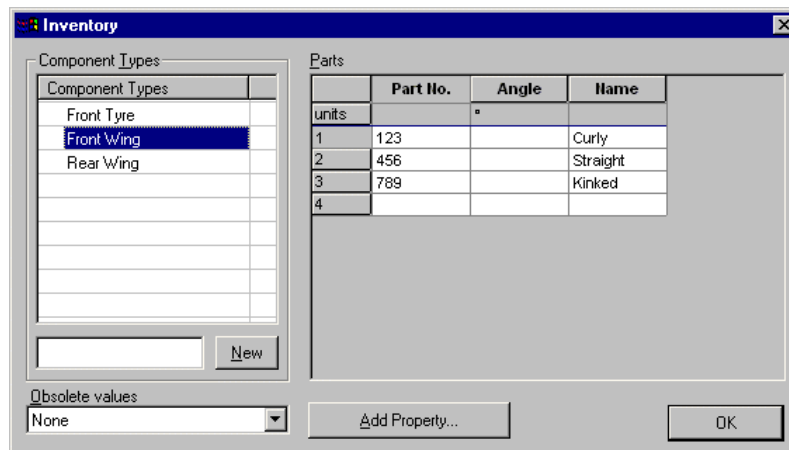 Inventory
Component Types
Component Types
Front Tyre
Front Wing
Rear Wing
New
Obsolete values
None
Parts
Part No. Angle Name
units °
1 123 Curly
2 456 Straight
3 789 Kinked
4
Add Property...
OK